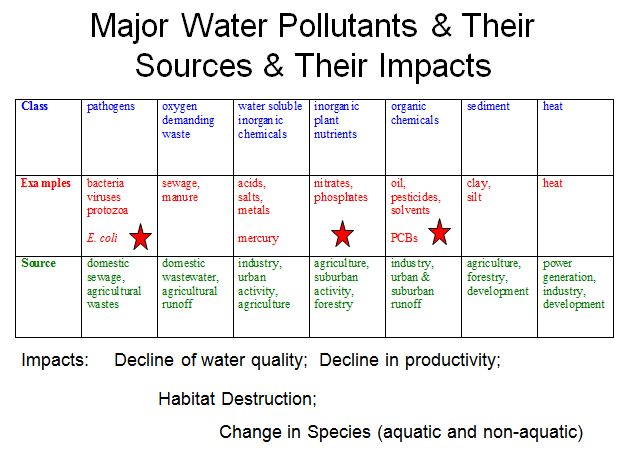 Major Water Pollutants & Their
Sources & Their Impacts
Class pathogens oxygen demanding waste water soluble inorganic chemicals inorganic plant nutrients organic chemicals sediment heat
Examples bacteria viruses protozoa E. coli sewage, manure acids, salts, metals mercury nitrates, phosphates oil, pesticides, solvents PCBs clay, silt heat
Source domestic sewage, agricultural wastes domestic wastewater, agricultural runoff industry, urban activity, agriculture agriculture, suburban activity, forestry industry, urban & suburban runoff agriculture, forestry, development power generation, industry, development
Impacts: Decline of water quality; Decline in productivity;
Habitat Destruction;
Change in Species (aquatic and non-aquatic)